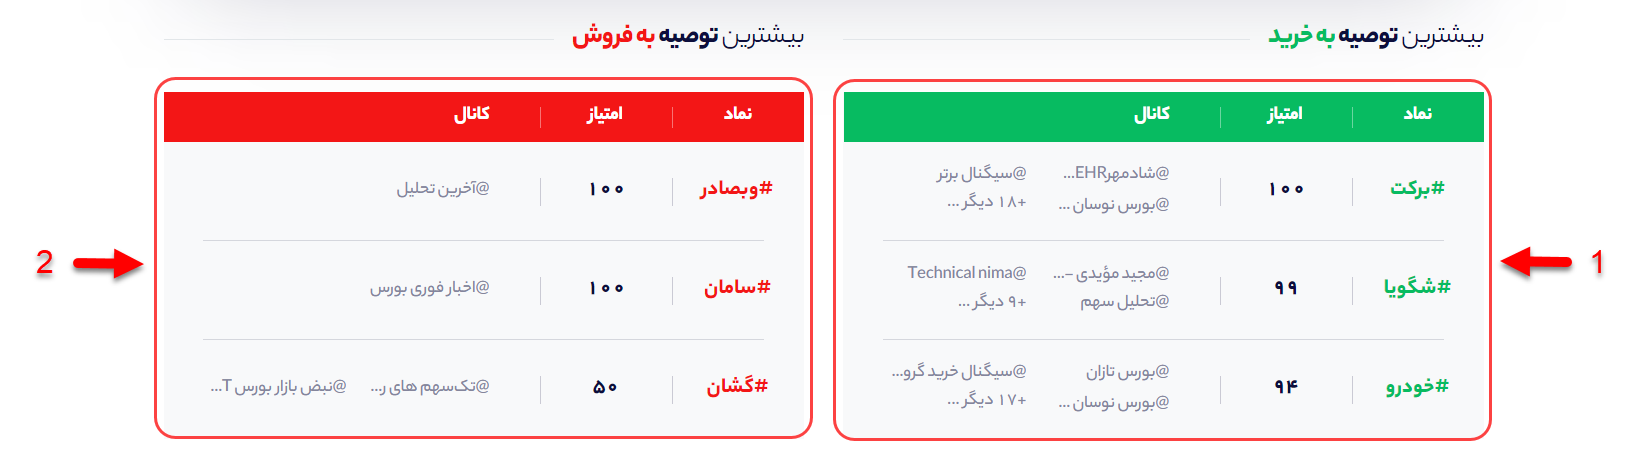 بیشترین توصیه به خرید
نماد امتیاز کانال
#برکت ۱۰۰ @شادمهرEHR... @سیگنال برتر
@بورس نوسان ... +۱۸ دیگر ...
#شگویا ۹۹ @مجید مؤیدی –... @Technical nima
@تحلیل سهم +۹ دیگر ...
#خودرو ۹۴ @بورس تازان @سیگنال خرید گرو...
@بورس نوسان ... +۱۷ دیگر ...
1
بیشترین توصیه به فروش
نماد امتیاز کانال
#وبصادر ۱۰۰ @آخرین تحلیل
#سامان ۱۰۰ @اخبار فوری بورس
#گشان ۵۰ @تک‌سهم های ر... @نبض بازار بورس T...
2